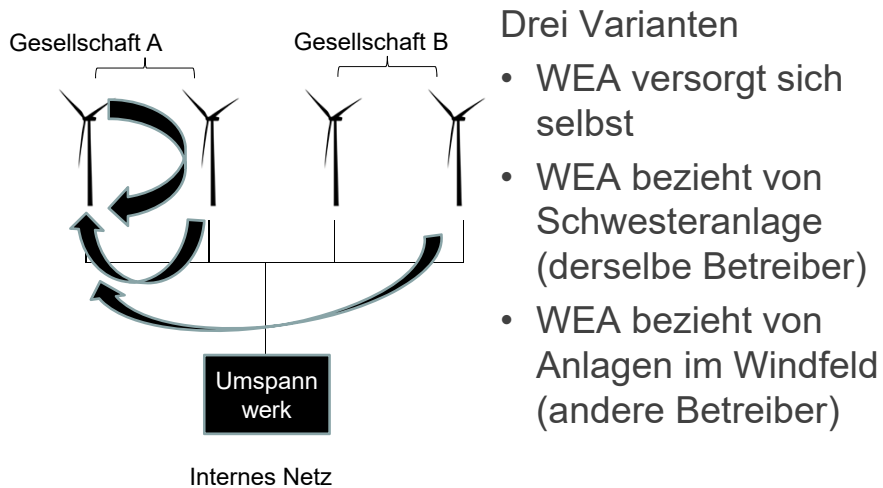 Gesellschaft A
Gesellschaft B
Umspann
werk
Internes Netz
Drei Varianten
• WEA versorgt sich
selbst
• WEA bezieht von
Schwesteranlage
(derselbe Betreiber)
• WEA bezieht von
Anlagen im Windfeld
(andere Betreiber)